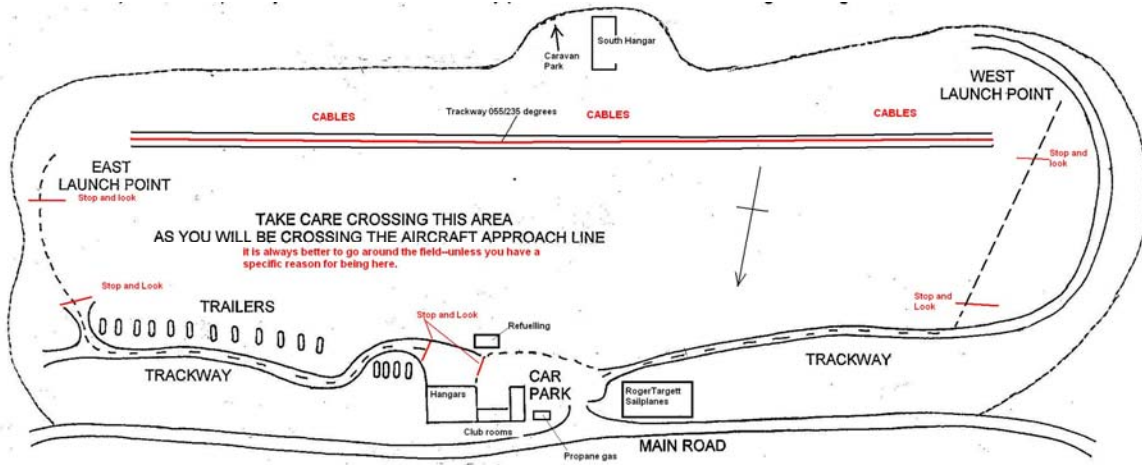 South Hangar
Caravan
Park
WEST
LAUNCH POINT
CABLES
Trackway 055/235 degrees
CABLES
CABLES
Stop and
look
EAST
LAUNCH POINT
Stop and look
TAKE CARE CROSSING THIS AREA
AS YOU WILL BE CROSSING THE AIRCRAFT APPROACH LINE
it is always better to go around the field--unless you have a
specific reason for being here.
Stop and Look
TRAILERS
Stop and Look
Refuelling
Stop
and Look
TRACKWAY
TRACKWAY
CAR
PARK
Hangars
RogerTargett
Sailplanes
Club rooms
Propane gas
MAIN ROAD